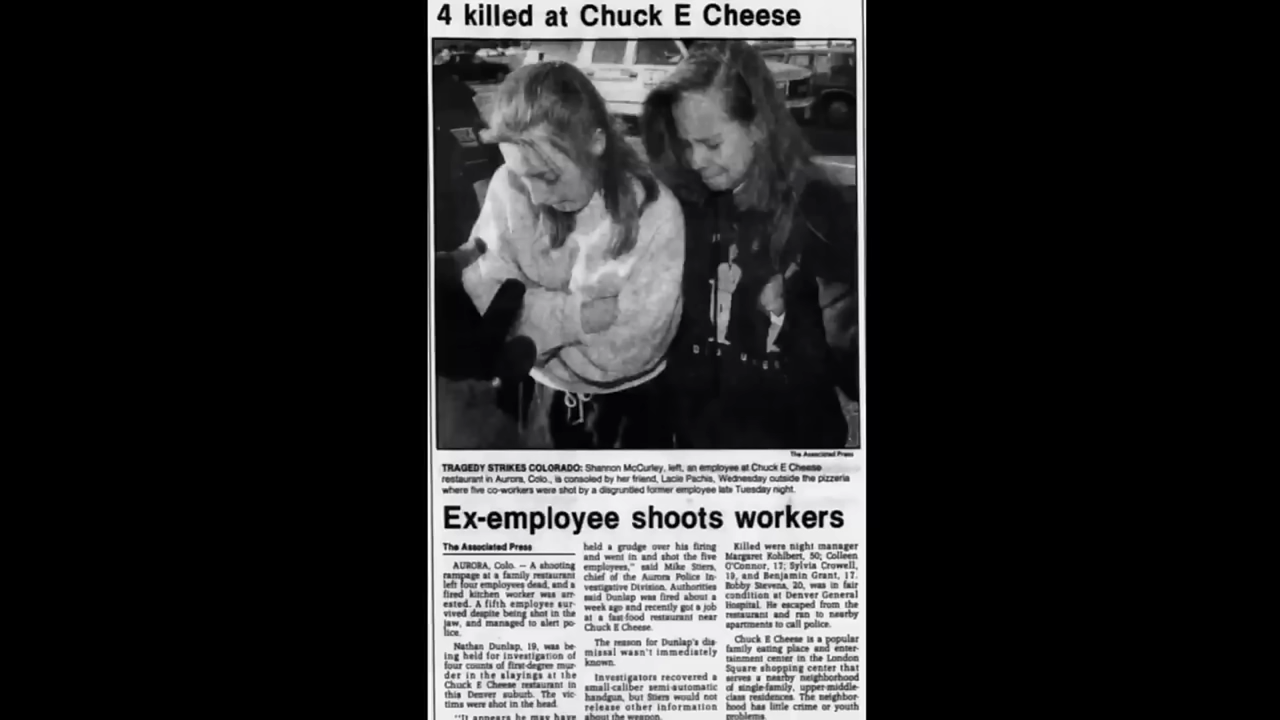 4 killed at Chuck E Cheese
The Associated Press
TRAGEDY STRIKES COLORADO: Shannon McCurley, left, an employee at Chuck E Cheese
restaurant in Aurora, Colo., is consoled by her friend, Lacie Pachis, Wednesday outside the pizzeria
where five co-workers were shot by a disgruntled former employee late Tuesday night.
Ex-employee shoots workers
The Associated Press
AURORA, Colo. — A shooting
rampage at a family restaurant
left four employees dead, and a
fired kitchen worker was arr-
ested. A fifth employee sur-
vived despite being shot in the
jaw, and managed to alert po-
lice.
Nathan Dunlap, 19, was be-
ing held for investigation of
four counts of first-degree mur-
der in the slayings at the
Chuck E Cheese restaurant in
this Denver suburb. The vic-
tims were shot in the head.
"It appears he may have
held a grudge over his firing
and went in and shot the five
employees," said Mike Stiers,
chief of the Aurora Police In-
vestigative Division. Authorities
said Dunlap was fired about a
week ago and recently got a job
at a fast-food restaurant near
Chuck E Cheese.
The reason for Dunlap's dis-
missal wasn't immediately
known.
Investigators recovered a
small-caliber semi-automatic
handgun, but Stiers would not
release other information
about the weapon.
Killed were night manager
Margaret Kohlbert, 50; Colleen
O'Connor, 17; Sylvia Crowell,
19, and Benjamin Grant, 17.
Bobby Stevens, 20, was in fair
condition at Denver General
Hospital. He escaped from the
restaurant and ran to nearby
apartments to call police.
Chuck E Cheese is a popular
family eating place and enter-
tainment center in the London
Square shopping center that
serves a nearby neighborhood
of single-family, upper-middle-
class residences. The neighbor-
hood has little crime or youth
problems.